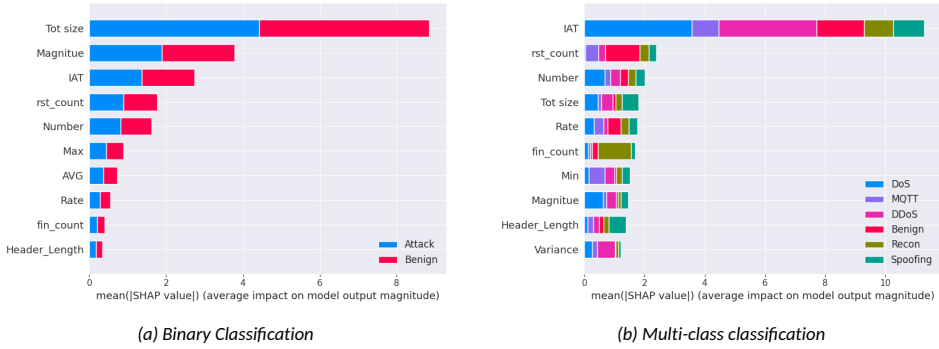 Tot size
Magnitue
IAT
rst_count
Number
Max
AVG
Rate
fin_count
Header_Length
Attack
Benign
0 2 4 6 8
mean(|SHAP value|) (average impact on model output magnitude)
(a) Binary Classification
IAT
rst_count
Number
Tot size
Rate
fin_count
Min
Magnitue
Header_Length
Variance
DoS
MQTT
DDoS
Benign
Recon
Spoofing
0 2 4 6 8 10
mean(|SHAP value|) (average impact on model output magnitude)
(b) Multi-class classification